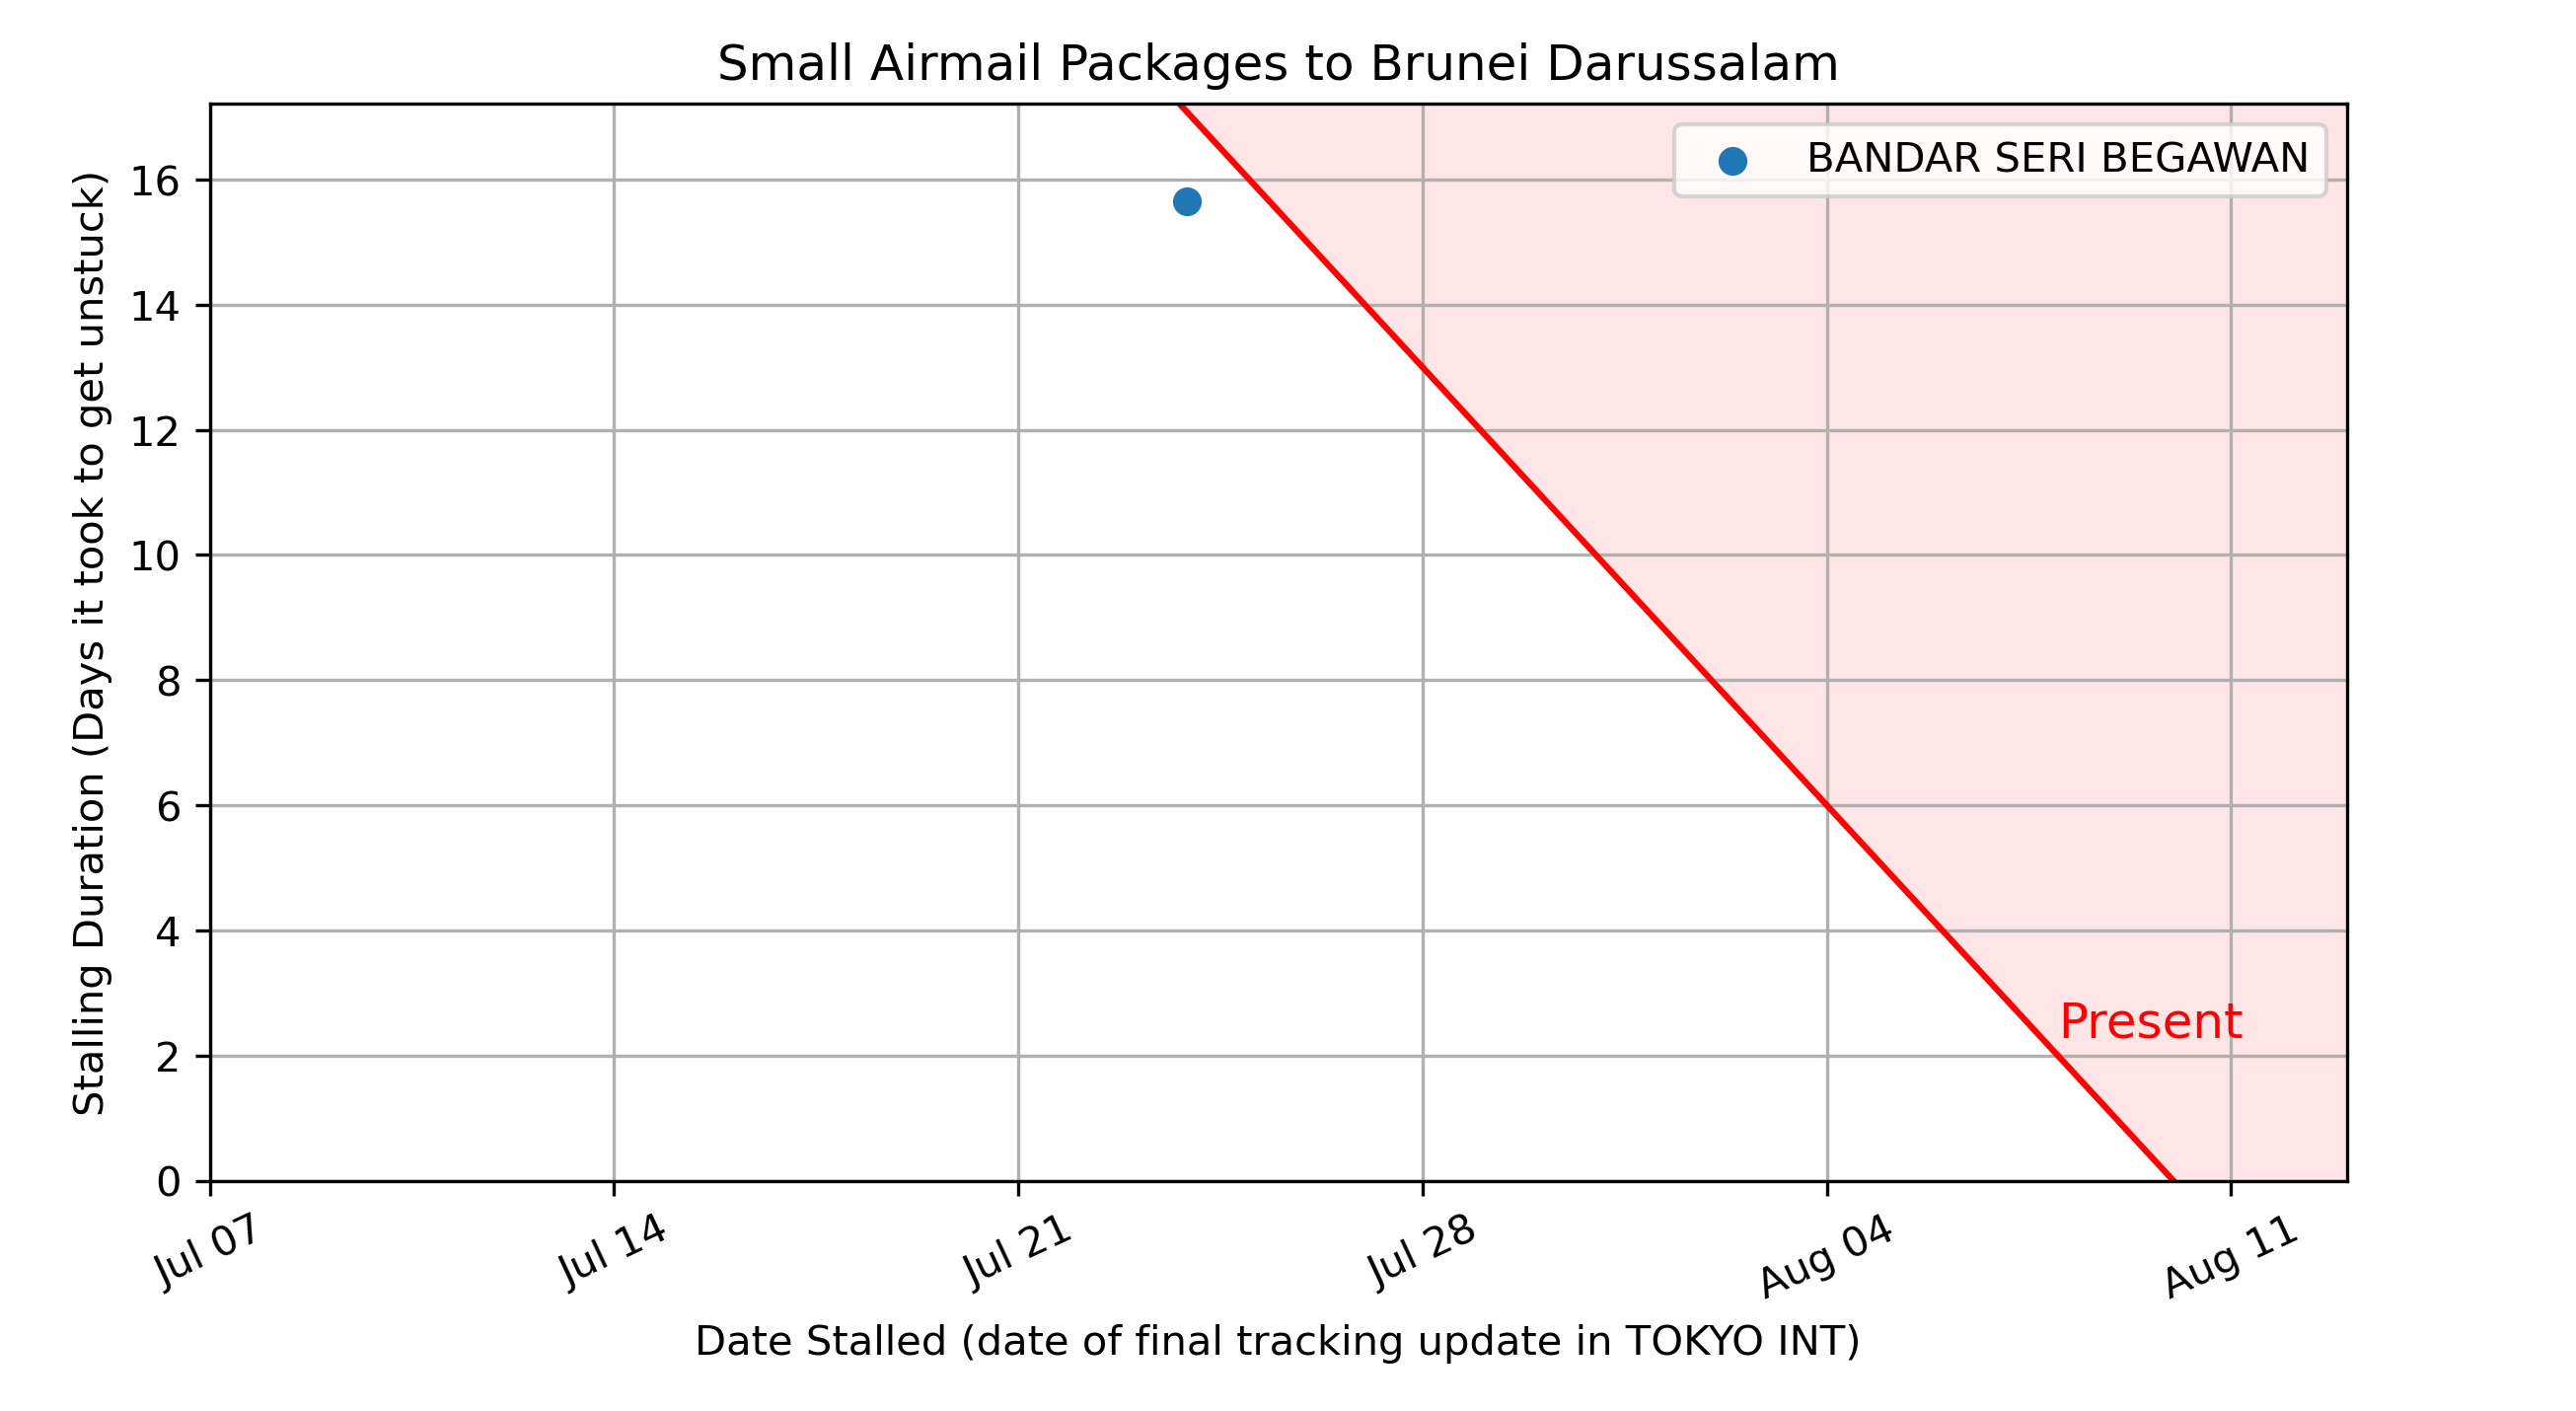 Small Airmail Packages to Brunei Darussalam
BANDAR SERI BEGAWAN
Stalling Duration (Days it took to get unstuck)
16
14
12
10
8
6
4
2
0
Present
Jul 07
Jul 14
Jul 21
Jul 28
Aug 04
Aug 11
Date Stalled (date of final tracking update in TOKYO INT)